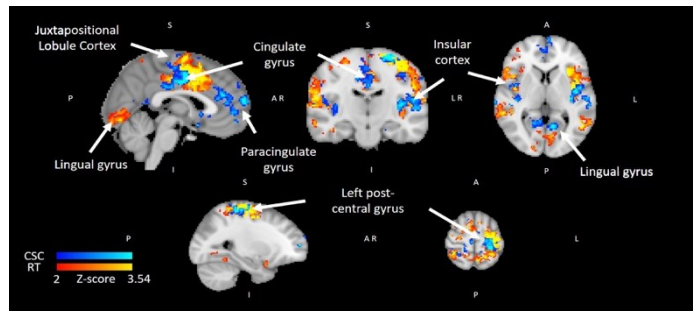 Juxtapositional
Lobule Cortex
S
Cingulate
gyrus
S
Insular
cortex
A
P
A R
L R
L
Lingual gyrus
Paracingulate
gyrus
I
I
P
Lingual gyrus
S
Left post-
central gyrus
A
P
A R
L
CSC
RT
2
Z-score
3.54
I
P